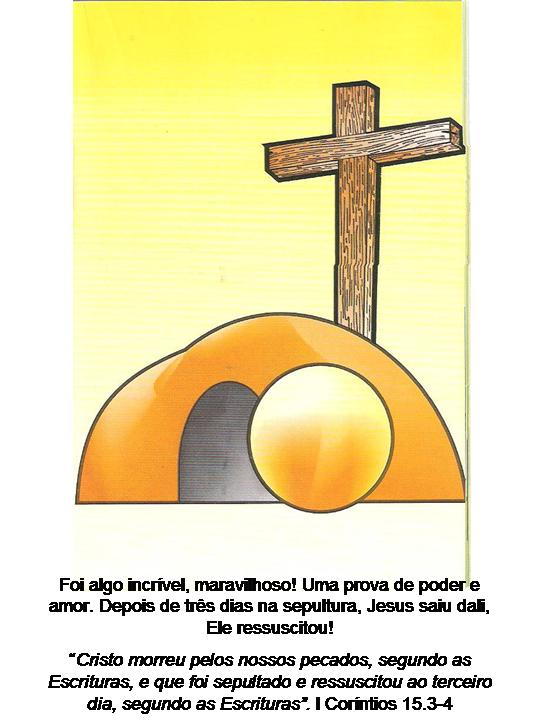 Foi algo incrível, maravilhoso! Uma prova de poder e
amor. Depois de três dias na sepultura, Jesus saiu dali,
Ele ressuscitou!
"Cristo morreu pelos nossos pecados, segundo as
Escrituras, e que foi sepultado e ressuscitou ao terceiro
dia, segundo as Escrituras". I Coríntios 15.3-4